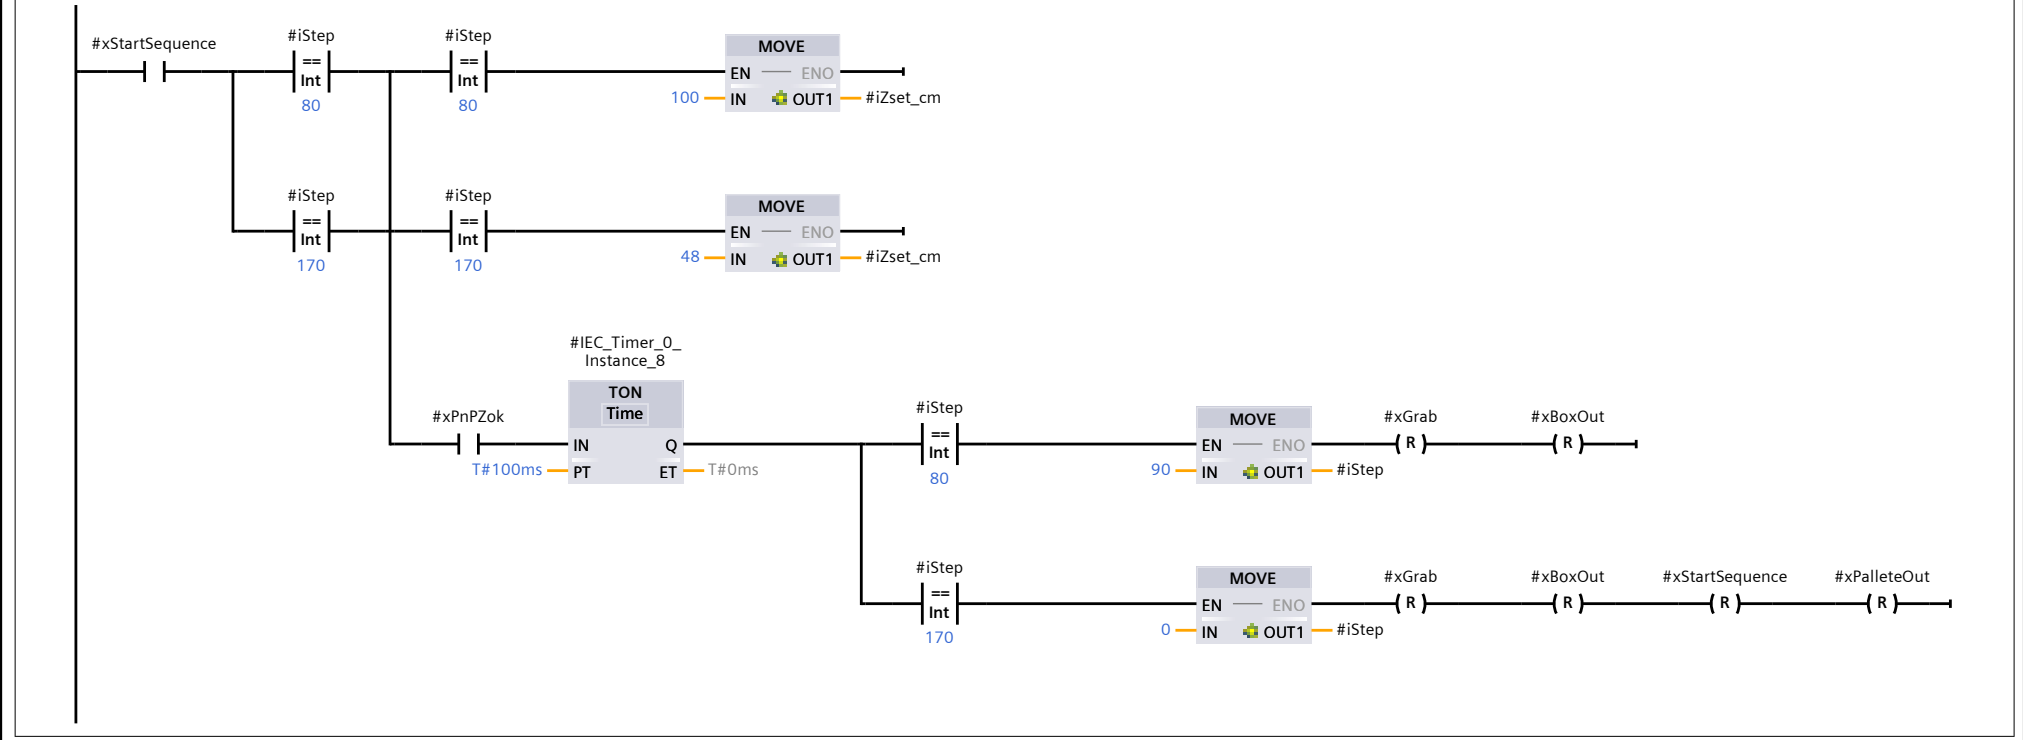 #xStartSequence
#iStep
==
Int
80
#iStep
==
Int
80
MOVE
EN ENO
100 IN OUT1 #iZset_cm
#iStep
==
Int
170
#iStep
==
Int
170
MOVE
EN ENO
48 IN OUT1 #iZset_cm
#IEC_Timer_0_
Instance_8
TON
Time
#xPnPZok
IN Q
T#100ms PT ET T#0ms
#iStep
==
Int
80
MOVE
EN ENO
90 IN OUT1 #iStep
#xGrab
R
#xBoxOut
R
#iStep
==
Int
170
MOVE
EN ENO
0 IN OUT1 #iStep
#xGrab
R
#xBoxOut
R
#xStartSequence
R
#xPalleteOut
R